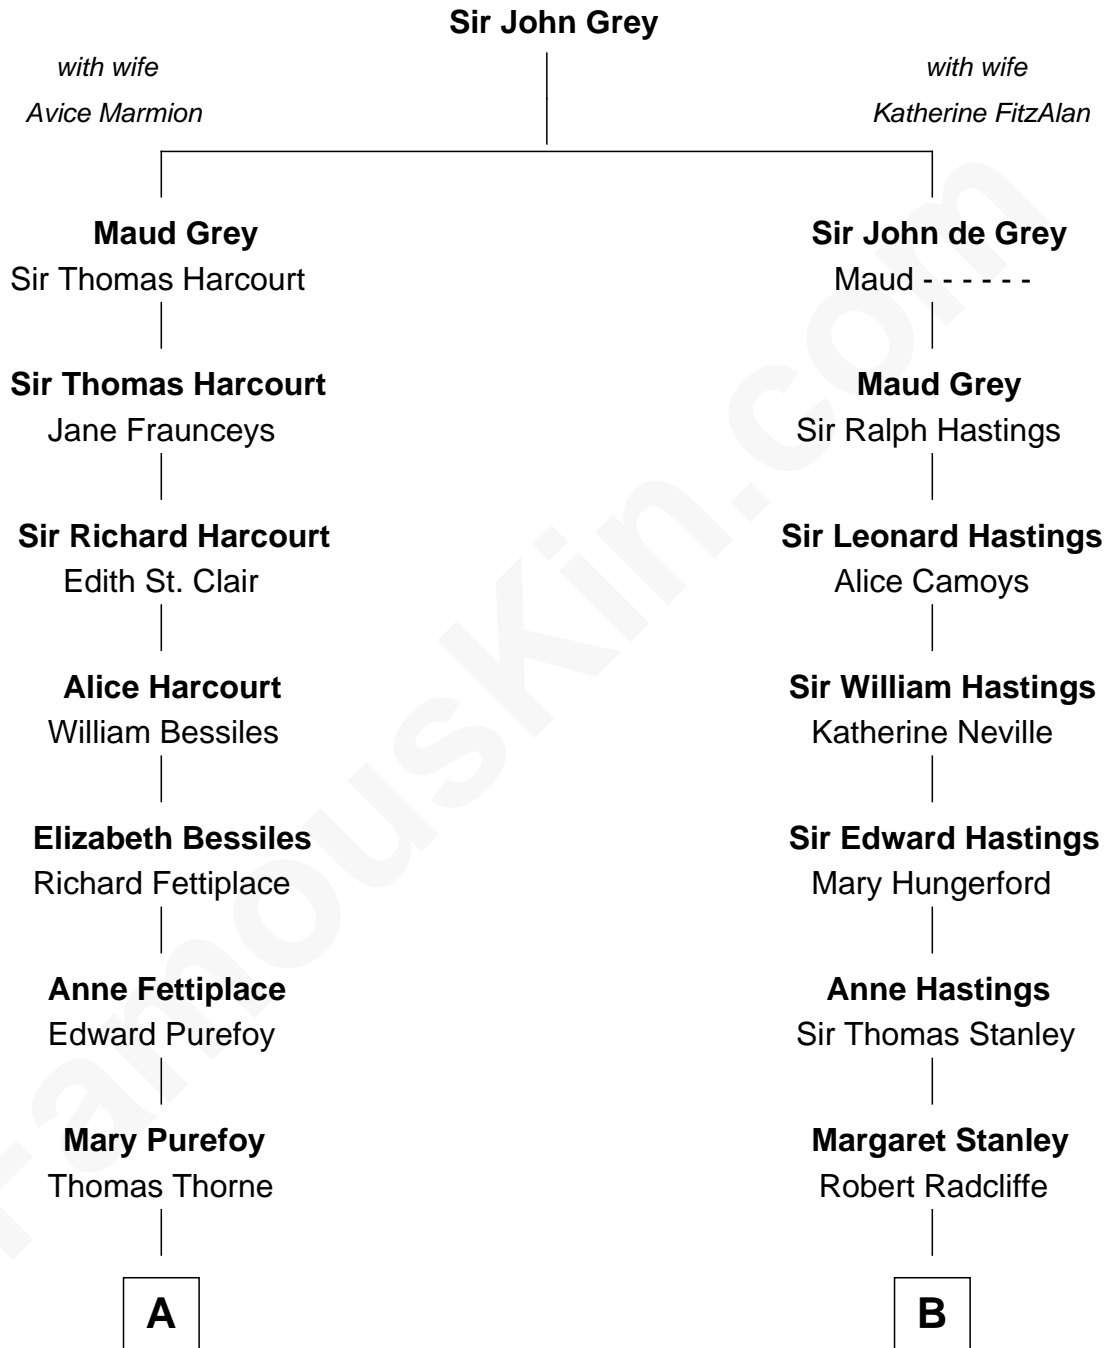 Sir John Grey
with wife
Avice Marmion
with wife
Katherine FitzAlan
Maud Grey
Sir Thomas Harcourt
Sir John de Grey
Maud - - - - - -
Sir Thomas Harcourt
Jane Fraunceys
Maud Grey
Sir Ralph Hastings
Sir Richard Harcourt
Edith St. Clair
Sir Leonard Hastings
Alice Camoys
Alice Harcourt
William Bessiles
Sir William Hastings
Katherine Neville
Elizabeth Bessiles
Richard Fettiplace
Sir Edward Hastings
Mary Hungerford
Anne Fettiplace
Edward Purefoy
Anne Hastings
Sir Thomas Stanley
Mary Purefoy
Thomas Thorne
Margaret Stanley
Robert Radcliffe
A
B
FamousKin.com